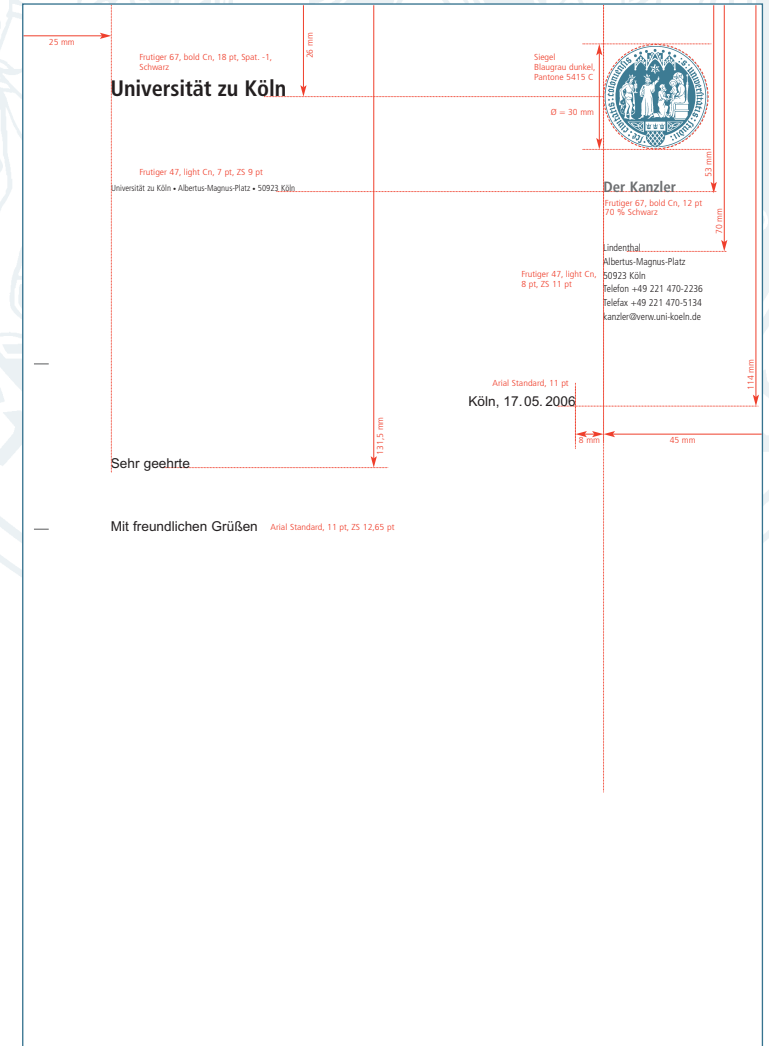 25 mm
Frutiger 67, bold Cn, 18 pt, Spat. -1,
Schwarz
26 mm
Siegel
Blaugrau dunkel,
Pantone 5415 C
Universität zu Köln
Ø = 30 mm
53 mm
Frutiger 47, light Cn, 7 pt, ZS 9 pt
Universität zu Köln • Albertus-Magnus-Platz • 50923 Köln
Der Kanzler
Frutiger 67, bold Cn, 12 pt
70 % Schwarz
70 mm
Lindenthal
Albertus-Magnus-Platz
50923 Köln
Telefon +49 221 470-2236
Telefax +49 221 470-5134
kanzler@verw.uni-koeln.de
Frutiger 47, light Cn,
8 pt, ZS 11 pt
114 mm
Arial Standard, 11 pt
Köln, 17.05.2006
8 mm
45 mm
131,5 mm
Sehr geehrte
Mit freundlichen Grüßen
Arial Standard, 11 pt, ZS 12,65 pt